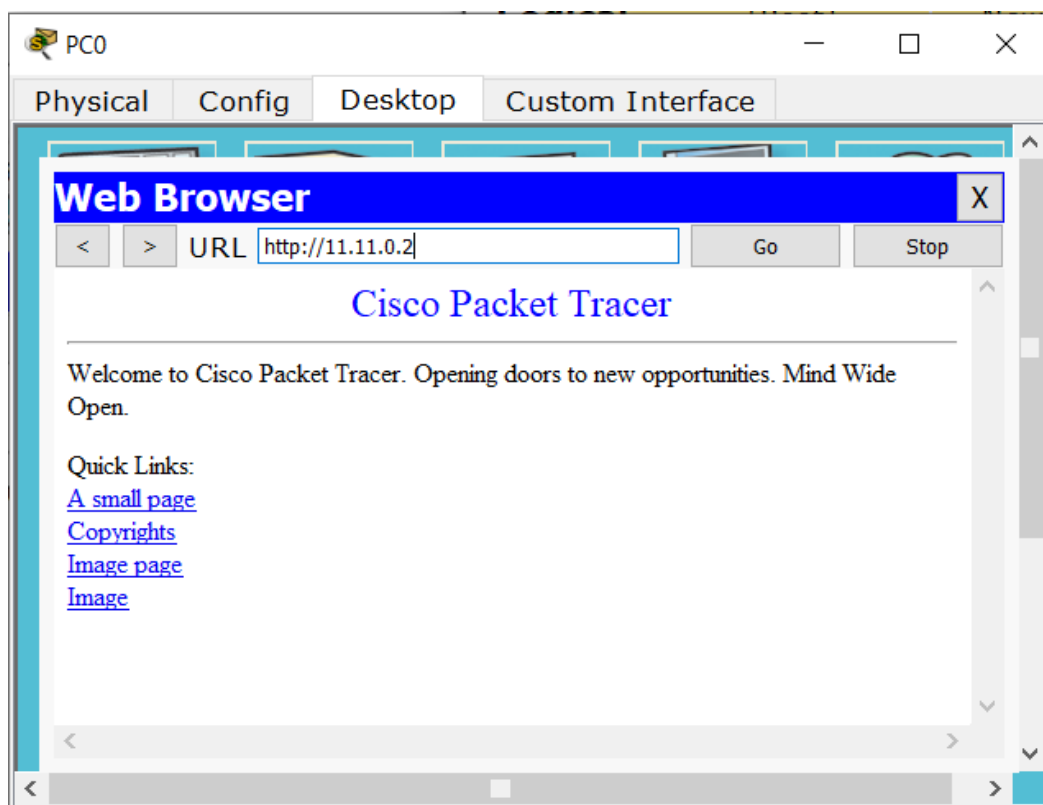 PC0
Physical Config Desktop Custom Interface
Web Browser X
< > URL http://11.11.0.2 Go Stop
Cisco Packet Tracer
Welcome to Cisco Packet Tracer. Opening doors to new opportunities. Mind Wide
Open.
Quick Links:
A small page
Copyrights
Image page
Image